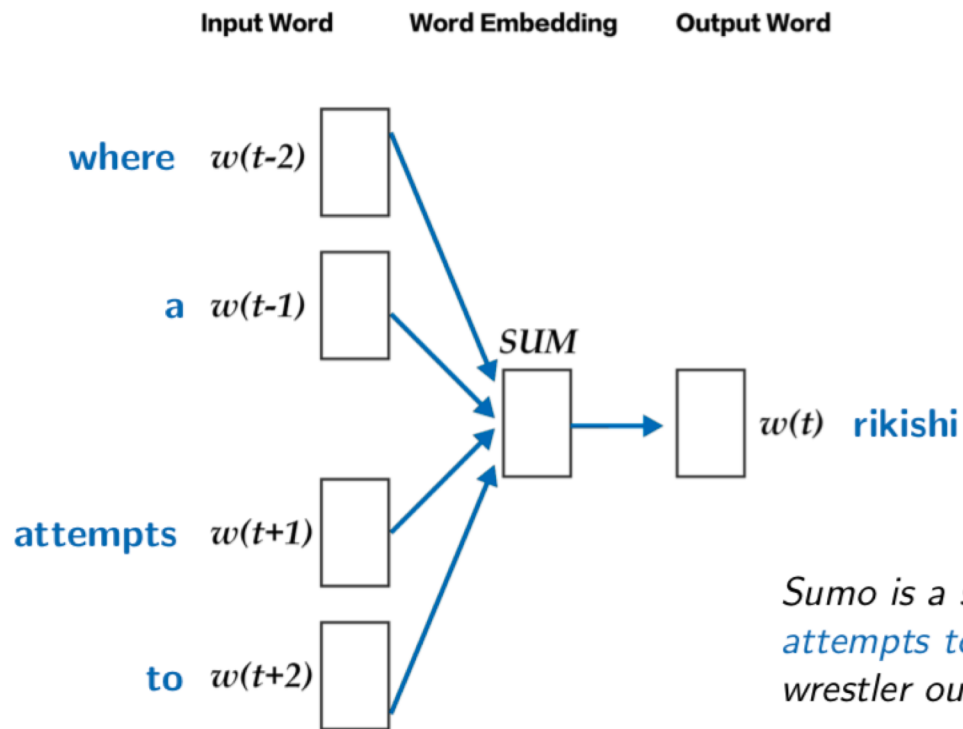 Input Word Word Embedding Output Word
where w(t-2)
a w(t-1)
SUM
w(t) rikishi
attempts w(t+1)
to w(t+2)
Sumo is a
attempts
wrestler